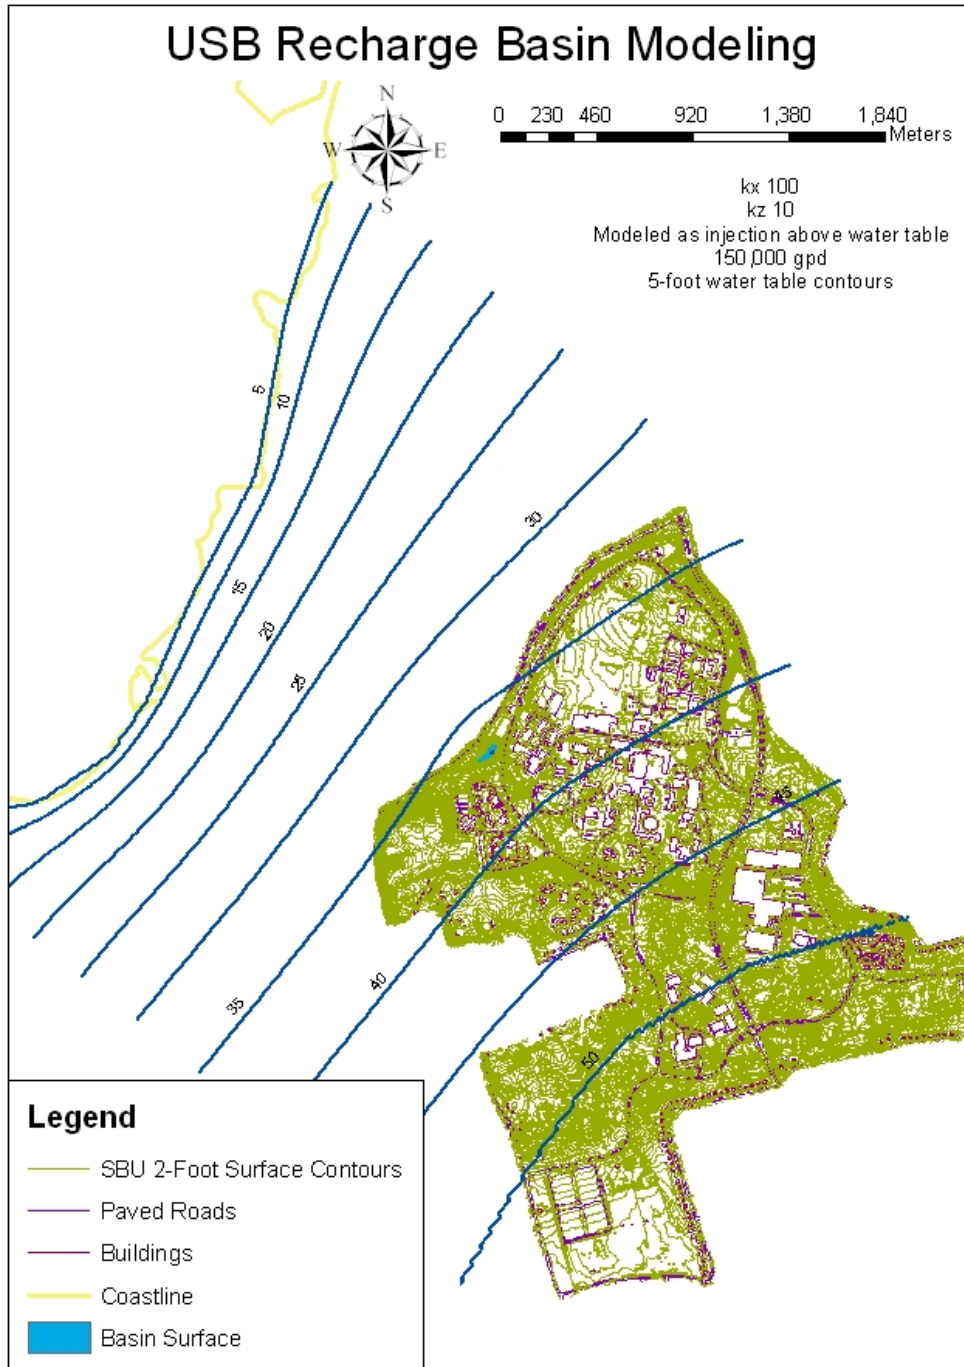 USB Recharge Basin Modeling
N
W
E
S
0 230 460 920 1,380 1,840
Meters
kx 100
kz 10
Modeled as injection above water table
150,000 gpd
5-foot water table contours
5
10
15
20
25
30
35
40
45
50
Legend
SBU 2-Foot Surface Contours
Paved Roads
Buildings
Coastline
Basin Surface